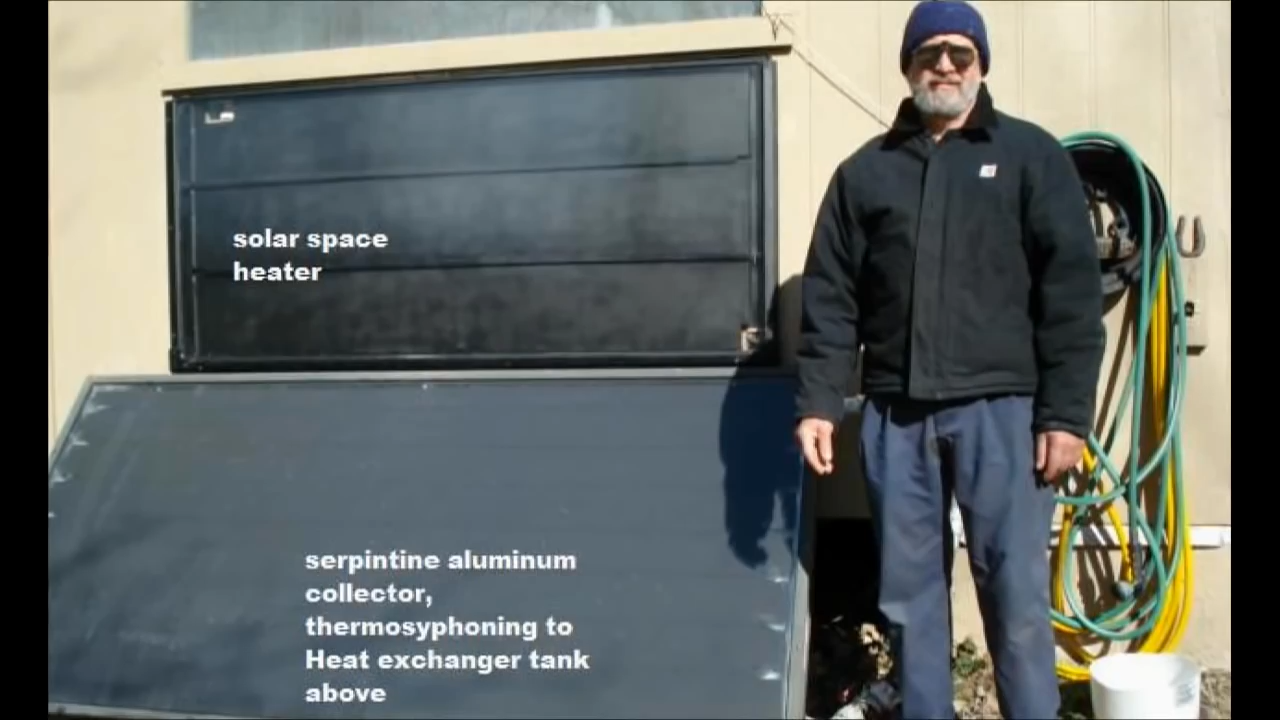 solar space
heater
serpintine aluminum
collector,
thermosyphoning to
Heat exchanger tank
above